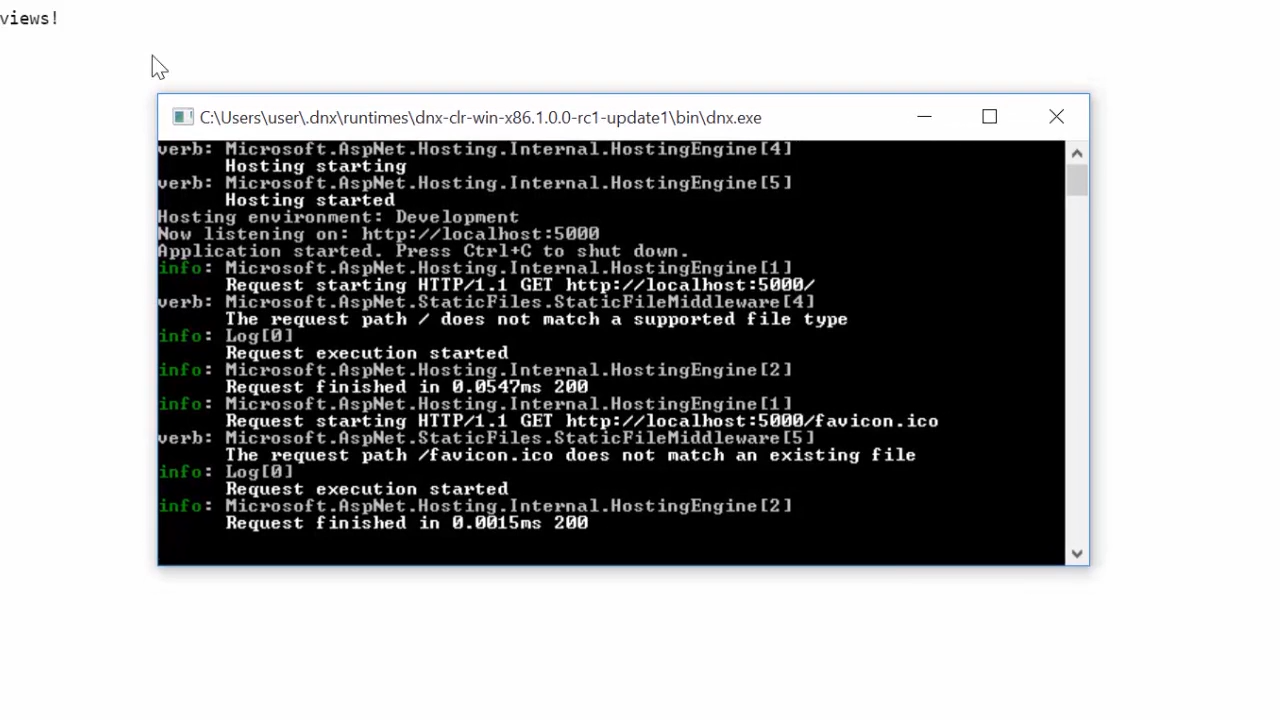 views!
C:\Users\user\.dnx\runtimes\dnx-clr-win-x86.1.0.0-rc1-update1\bin\dnx.exe
verb: Microsoft.AspNet.Hosting.Internal.HostingEngine[4]
Hosting starting
verb: Microsoft.AspNet.Hosting.Internal.HostingEngine[5]
Hosting started
Hosting environment: Development
Now listening on: http://localhost:5000
Application started. Press Ctrl+C to shut down.
info: Microsoft.AspNet.Hosting.Internal.HostingEngine[1]
Request starting HTTP/1.1 GET http://localhost:5000/
verb: Microsoft.AspNet.StaticFiles.StaticFileMiddleware[4]
The request path / does not match a supported file type
info: Log[0]
Request execution started
info: Microsoft.AspNet.Hosting.Internal.HostingEngine[2]
Request finished in 0.0547ms 200
info: Microsoft.AspNet.Hosting.Internal.HostingEngine[1]
Request starting HTTP/1.1 GET http://localhost:5000/favicon.ico
verb: Microsoft.AspNet.StaticFiles.StaticFileMiddleware[5]
The request path /favicon.ico does not match an existing file
info: Log[0]
Request execution started
info: Microsoft.AspNet.Hosting.Internal.HostingEngine[2]
Request finished in 0.0015ms 200